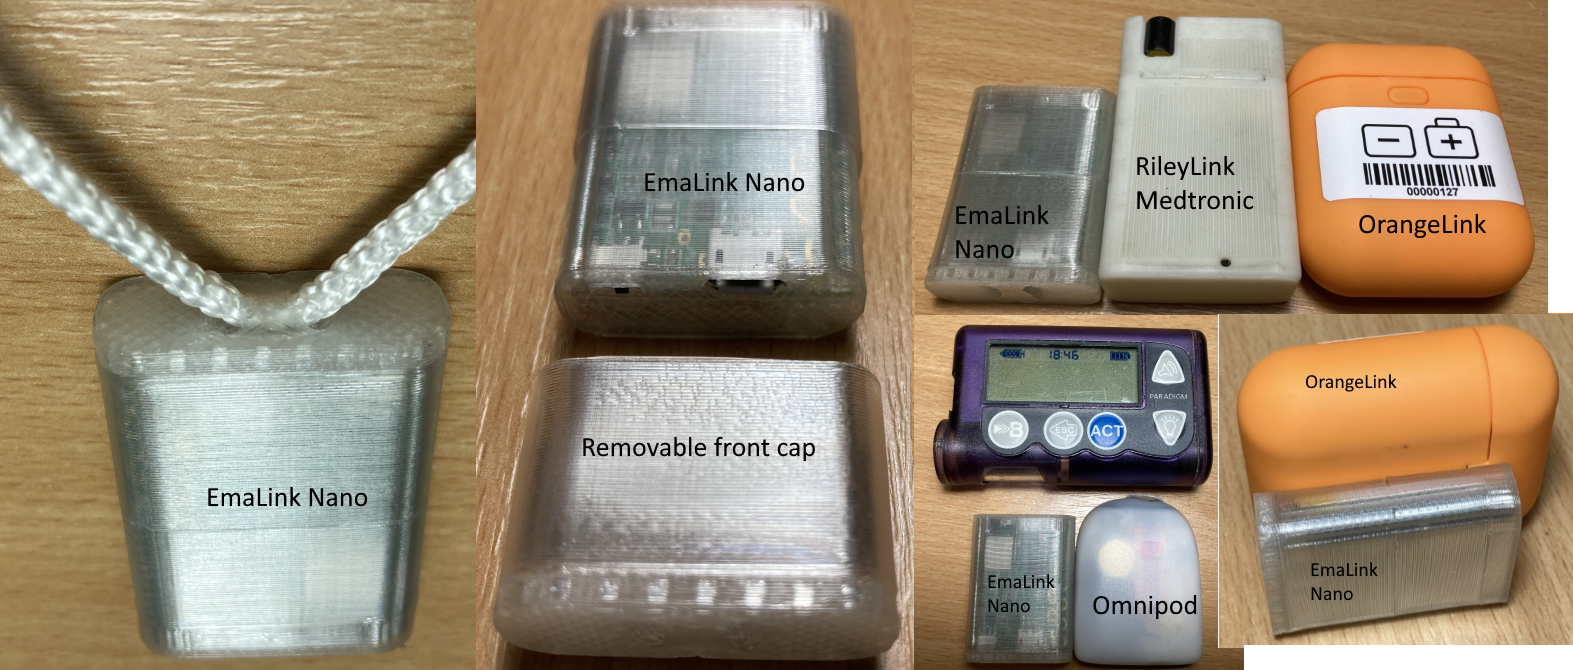 EmaLink Nano
EmaLink Nano
Removable front cap
EmaLink
Nano
RileyLink
Medtronic
00000127
OrangeLink
18:46
PARADIGM
B
ESC
ACT
EmaLink
Nano
Omnipod
OrangeLink
EmaLink
Nano